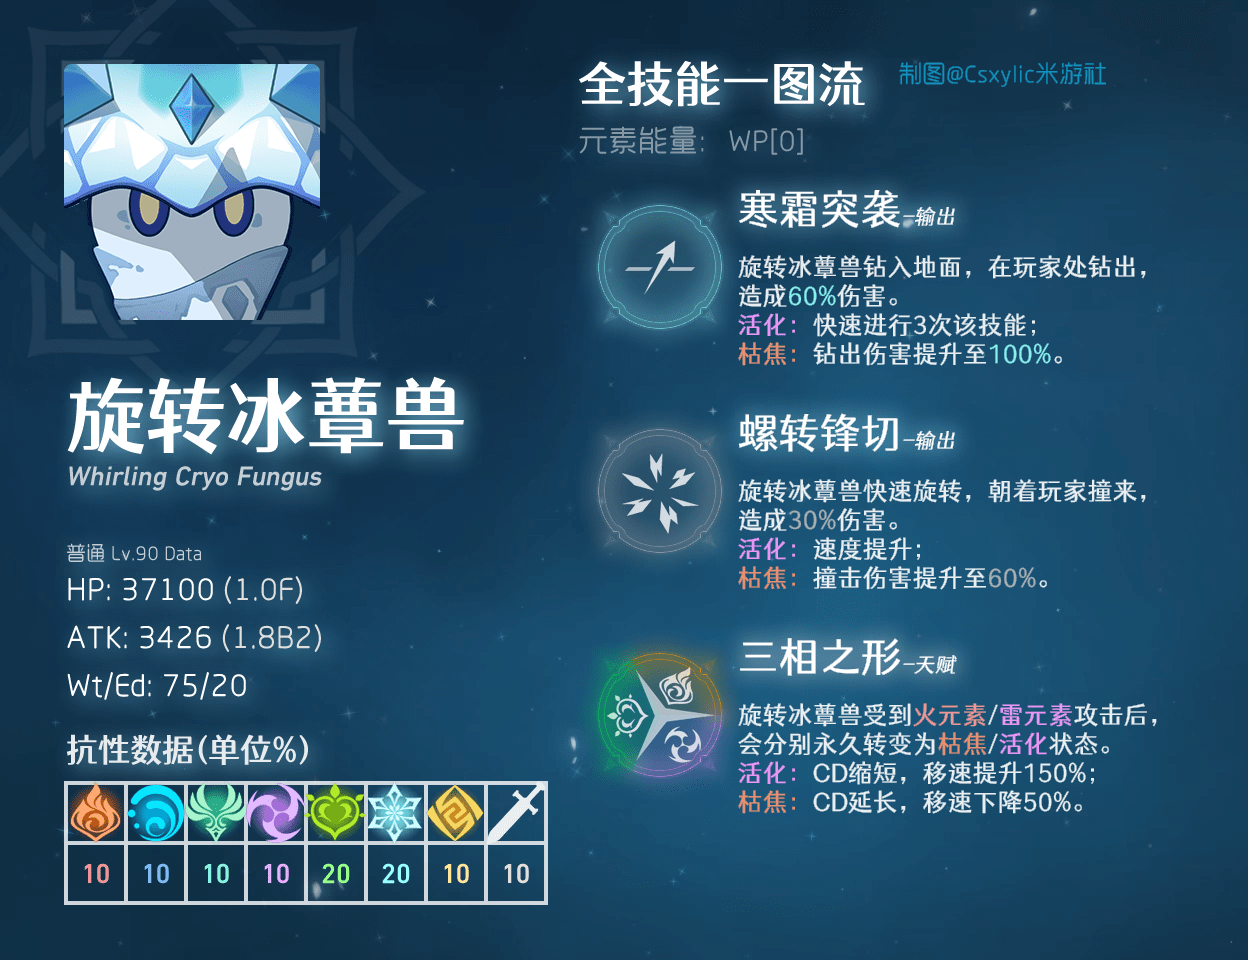 全技能一图流
制图@Csxylic米游社
元素能量：WP[0]
寒霜突袭-输出
旋转冰蕈兽钻入地面，在玩家处钻出，
造成60%伤害。
活化：快速进行3次该技能；
枯焦：钻出伤害提升至100%。
旋转冰蕈兽
Whirling Cryo Fungus
螺转锋切-输出
旋转冰蕈兽快速旋转，朝着玩家撞来，
造成30%伤害。
活化：速度提升；
枯焦：撞击伤害提升至60%。
普通 Lv.90 Data
HP: 37100 (1.0F)
ATK: 3426 (1.8B2)
Wt/Ed: 75/20
三相之形-天赋
旋转冰蕈兽受到火元素/雷元素攻击后，
会分别永久转变为枯焦/活化状态。
活化：CD缩短，移速提升150%；
枯焦：CD延长，移速下降50%。
抗性数据(单位%)
10 10 10 10 20 20 10 10